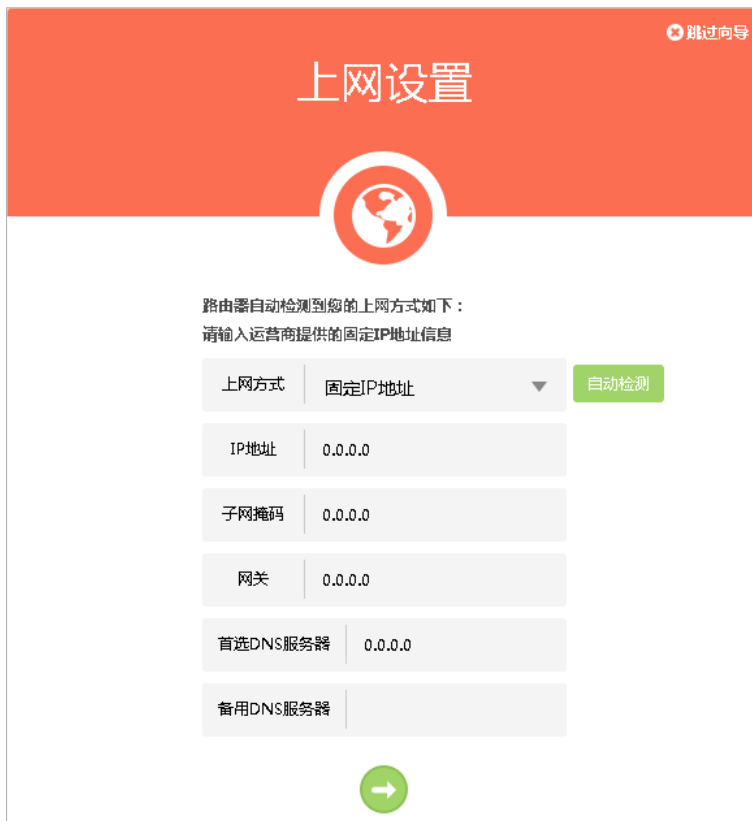 跳过向导
上网设置
路由器自动检测到您的上网方式如下：
请输入运营商提供的固定IP地址信息
上网方式 固定IP地址 自动检测
IP地址 0.0.0.0
子网掩码 0.0.0.0
网关 0.0.0.0
首选DNS服务器 0.0.0.0
备用DNS服务器